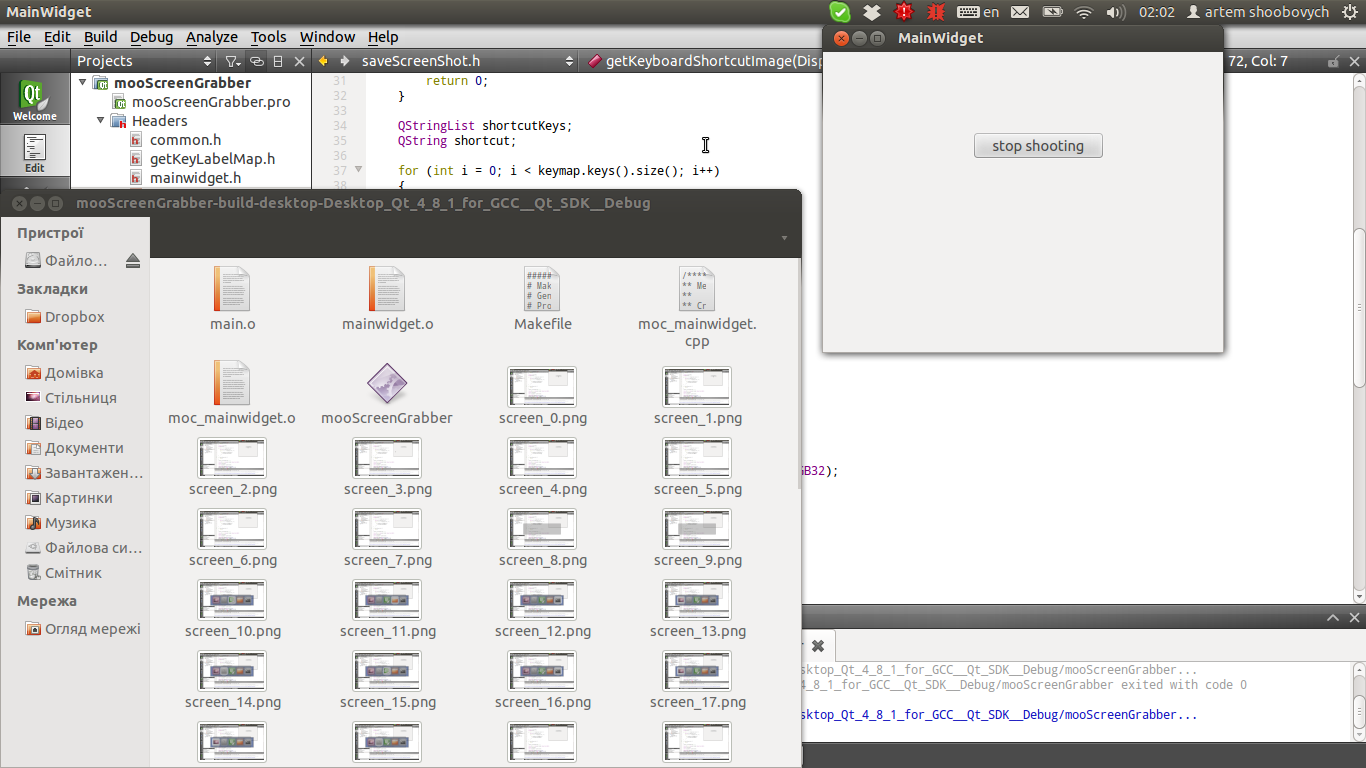 MainWidget
en
02:02
artem shoobovych
File Edit Build Debug Analyze Tools Window Help
MainWidget
Projects
saveScreenShot.h
getKeyboardShortcutImage(Disp
72, Col: 7
Qt
Welcome
Edit
mooScreenGrabber
mooScreenGrabber.pro
Headers
common.h
getKeyLabelMap.h
mainwidget.h
31 return 0;
32 }
33
34 QStringList shortcutKeys;
35 QString shortcut;
36
37 for (int i = 0; i < keymap.keys().size(); i++)
38 {
stop shooting
mooScreenGrabber-build-desktop-Desktop_Qt_4_8_1_for_GCC__Qt_SDK__Debug
Пристрої
Файло…
Закладки
Dropbox
Комп'ютер
Домівка
Стільниця
Відео
Документи
Завантажен…
Картинки
Музика
Файлова си…
Смітник
Мережа
Огляд мережі
#####
# Mak
# Gen
# Pro
/****
** Me
**
** Cr
main.o mainwidget.o Makefile moc_mainwidget.
cpp
moc_mainwidget.o mooScreenGrabber screen_0.png screen_1.png
screen_2.png screen_3.png screen_4.png screen_5.png
screen_6.png screen_7.png screen_8.png screen_9.png
screen_10.png screen_11.png screen_12.png screen_13.png
screen_14.png screen_15.png screen_16.png screen_17.png
B32);
sktop_Qt_4_8_1_for_GCC__Qt_SDK__Debug/mooScreenGrabber...
4_8_1_for_GCC__Qt_SDK__Debug/mooScreenGrabber exited with code 0
sktop_Qt_4_8_1_for_GCC__Qt_SDK__Debug/mooScreenGrabber...